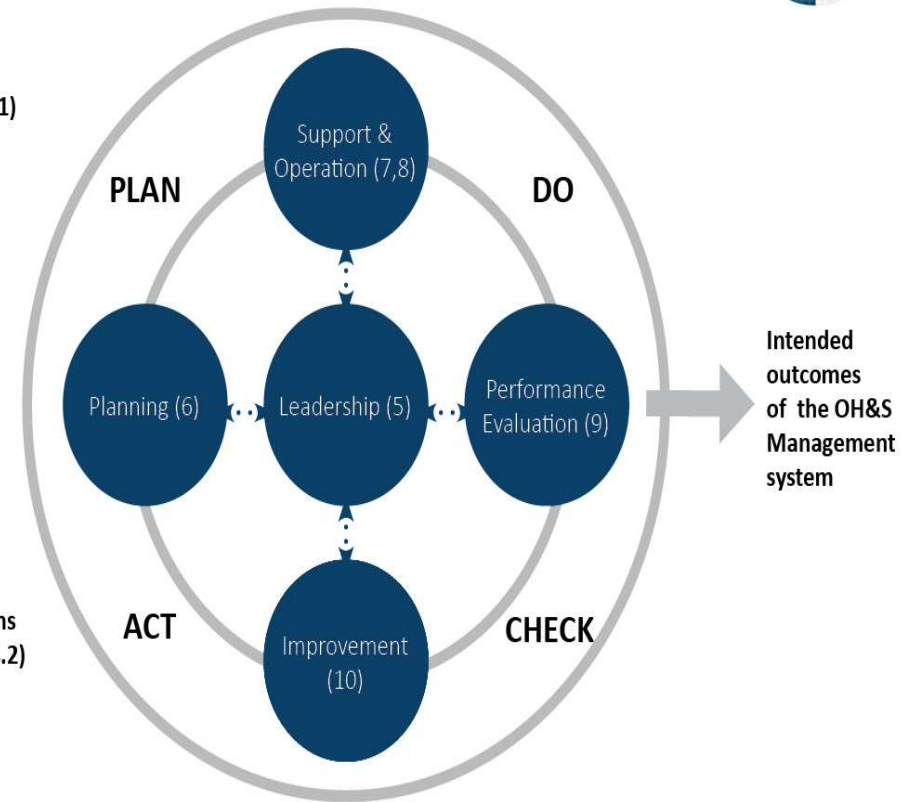 1)
Support &
Operation (7,8)
PLAN
DO
Planning (6)
Leadership (5)
Performance
Evaluation (9)
Intended
outcomes
of the OH&S
Management
system
ACT
CHECK
Improvement
(10)
.2)